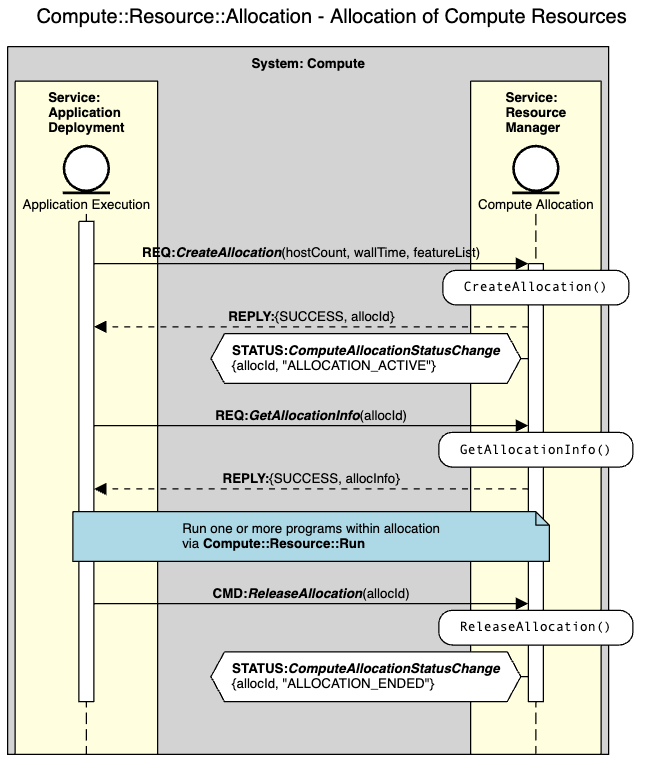 Compute::Resource::Allocation - Allocation of Compute Resources
System: Compute
Service:
Application
Deployment
Service:
Resource
Manager
Application Execution
Compute Allocation
REQ:CreateAllocation(hostCount, wallTime, featureList)
CreateAllocation()
REPLY:{SUCCESS, allocId}
STATUS:ComputeAllocationStatusChange
{allocId, "ALLOCATION_ACTIVE"}
REQ:GetAllocationInfo(allocId)
GetAllocationInfo()
REPLY:{SUCCESS, allocInfo}
Run one or more programs within allocation
via Compute::Resource::Run
CMD:ReleaseAllocation(allocId)
ReleaseAllocation()
STATUS:ComputeAllocationStatusChange
{allocId, "ALLOCATION_ENDED"}